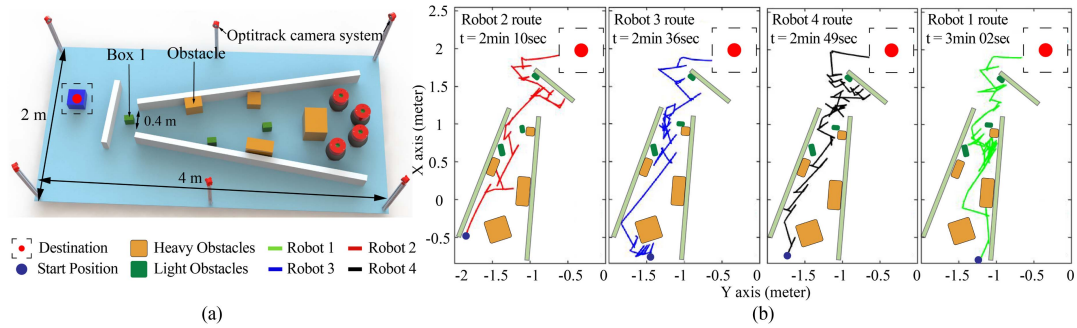 (a)
Optitrack camera system
Box 1
Obstacle
2 m
0.4 m
4 m
Destination
Heavy Obstacles
Robot 1
Robot 2
Start Position
Light Obstacles
Robot 3
Robot 4
(a)
X axis (meter)
2.5
2
1.5
1
0.5
0
-0.5
Robot 2 route
t = 2min 10sec
Robot 3 route
t = 2min 36sec
Robot 4 route
t = 2min 49sec
Robot 1 route
t = 3min 02sec
-2 -1.5 -1 -0.5 0
-1.5 -1 -0.5 0
-1.5 -1 -0.5 0
-1.5 -1 -0.5 0
Y axis (meter)
(b)